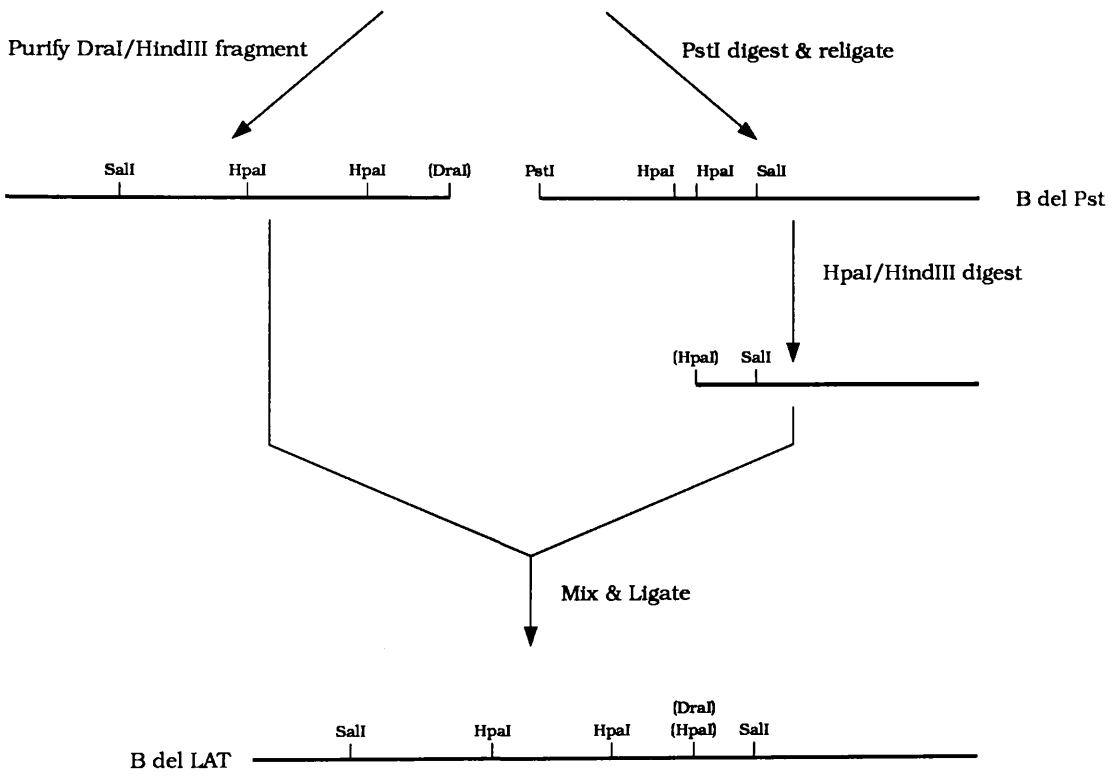 Purify DraI/HindIII fragment
PstI digest & religate
SalI HpaI HpaI (DraI) PstI HpaI HpaI SalI
B del Pst
HpaI/HindIII digest
(HpaI) SalI
Mix & Ligate
(DraI)
SalI HpaI HpaI (HpaI) SalI
B del LAT